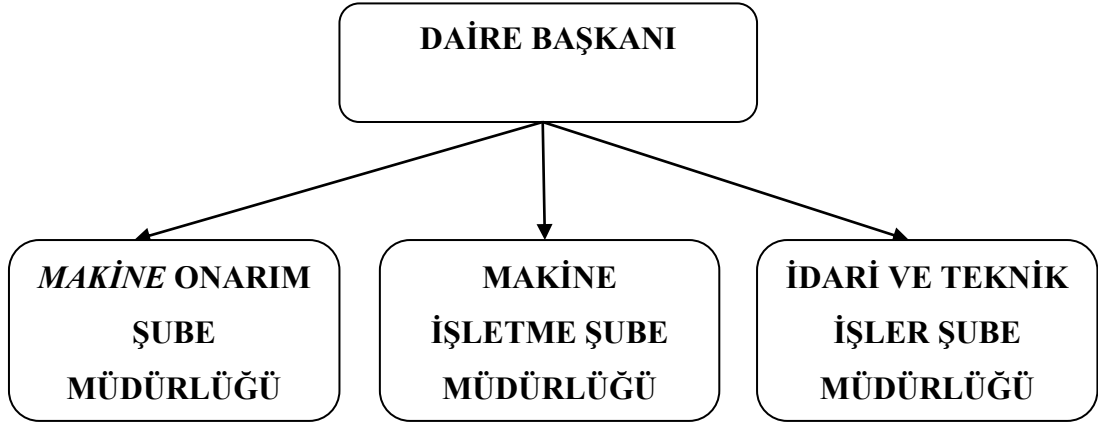 DAİRE BAŞKANI
MAKİNE ONARIM
ŞUBE
MÜDÜRLÜĞÜ
MAKİNE
İŞLETME ŞUBE
MÜDÜRLÜĞÜ
İDARİ VE TEKNİK
İŞLER ŞUBE
MÜDÜRLÜĞÜ